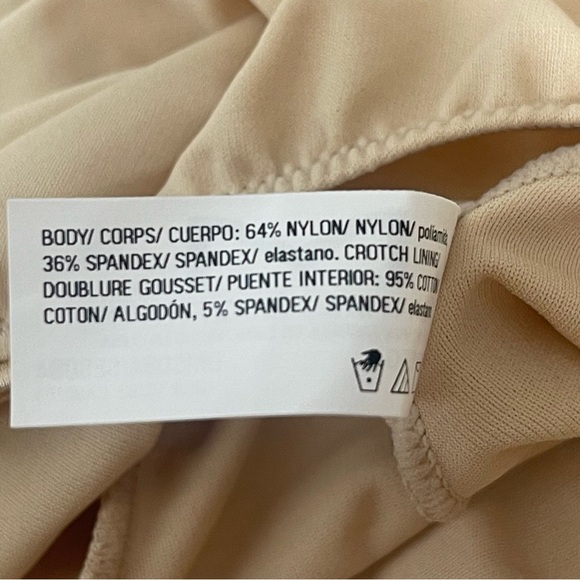 BODY/ CORPS/ CUERPO: 64% NYLON/ NYLON/ poliamida
36% SPANDEX/ SPANDEX/ elastano. CROTCH LINING/
DOUBLURE GOUSSET/ PUENTE INTERIOR: 95% COTTON
COTON/ ALGODÓN, 5% SPANDEX/ SPANDEX/ elastano